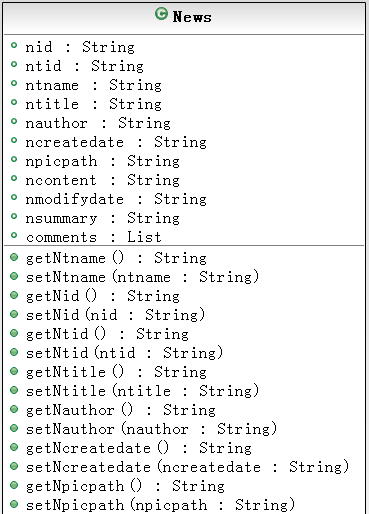 News
nid : String
ntid : String
ntname : String
ntitle : String
nauthor : String
ncreatedate : String
npicpath : String
ncontent : String
nmodifydate : String
nsummary : String
comments : List
getNtname() : String
setNtname(ntname : String)
getNid() : String
setNid(nid : String)
getNtid() : String
setNtid(ntid : String)
getNtitle() : String
setNtitle(ntitle : String)
getNauthor() : String
setNauthor(nauthor : String)
getNcreatedate() : String
setNcreatedate(ncreatedate : String)
getNpicpath() : String
setNpicpath(npicpath : String)